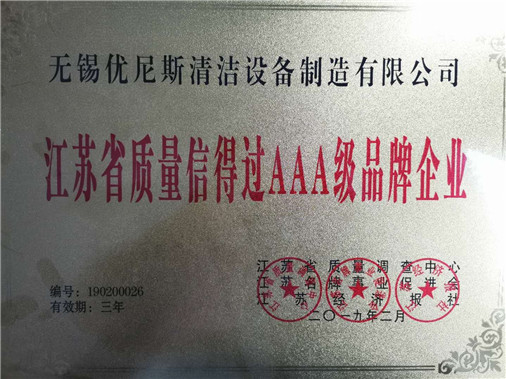 无锡优尼斯清洁设备制造有限公司
江苏省质量信得过AAA级品牌企业
编号：190200026
有效期：三年
江苏省质量调查中心
江苏名牌事业促进会
江苏经济报社
二〇一九年二月